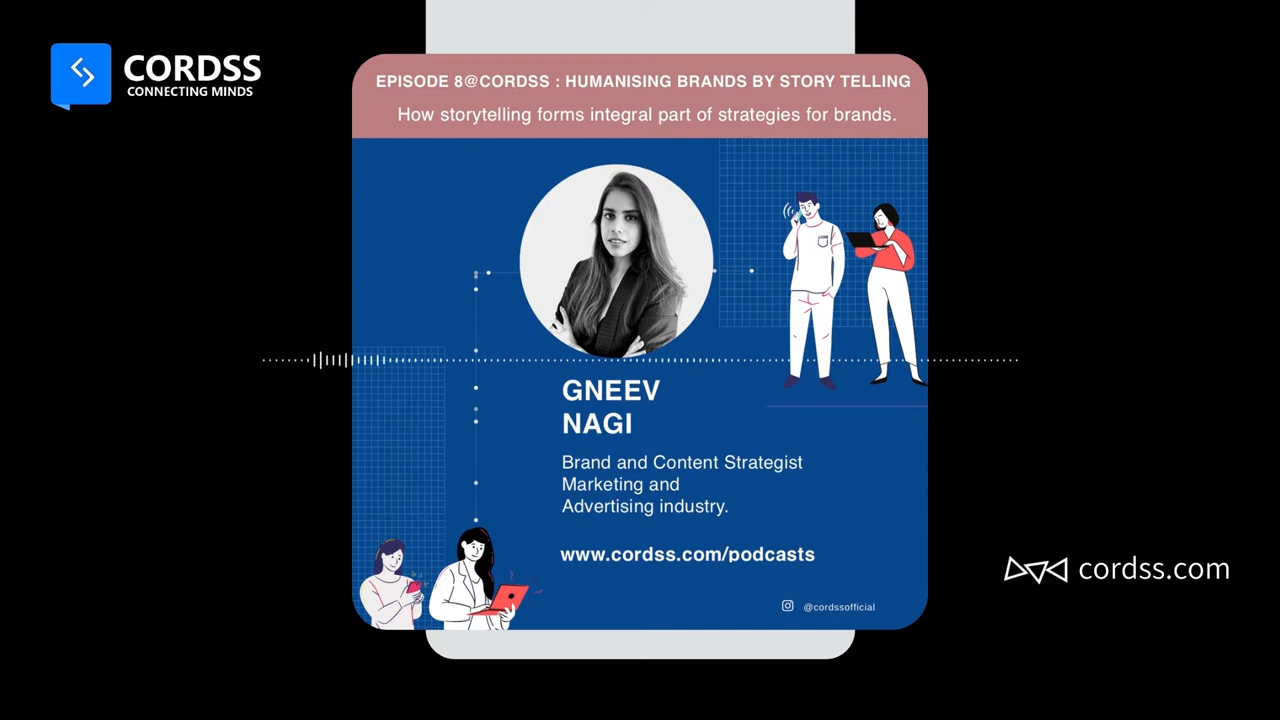 CORDSS
CONNECTING MINDS
EPISODE 8@CORDSS : HUMANISING BRANDS BY STORY TELLING
How storytelling forms integral part of strategies for brands.
GNEEV
NAGI
Brand and Content Strategist
Marketing and
Advertising industry.
www.cordss.com/podcasts
cordss.com
@cordssofficial